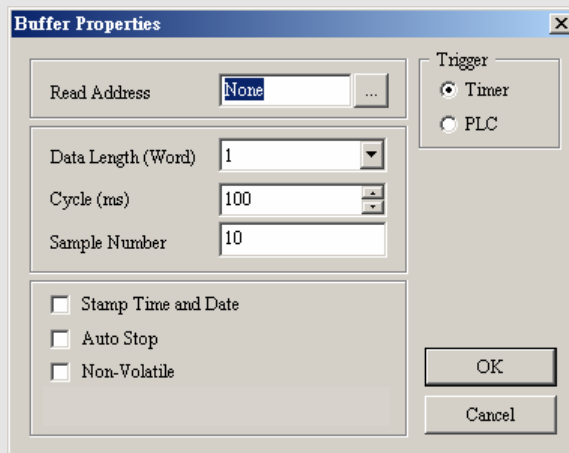 Buffer Properties
Read Address None ...
Trigger
Timer
PLC
Data Length (Word) 1
Cycle (ms) 100
Sample Number 10
Stamp Time and Date
Auto Stop
Non-Volatile
OK
Cancel